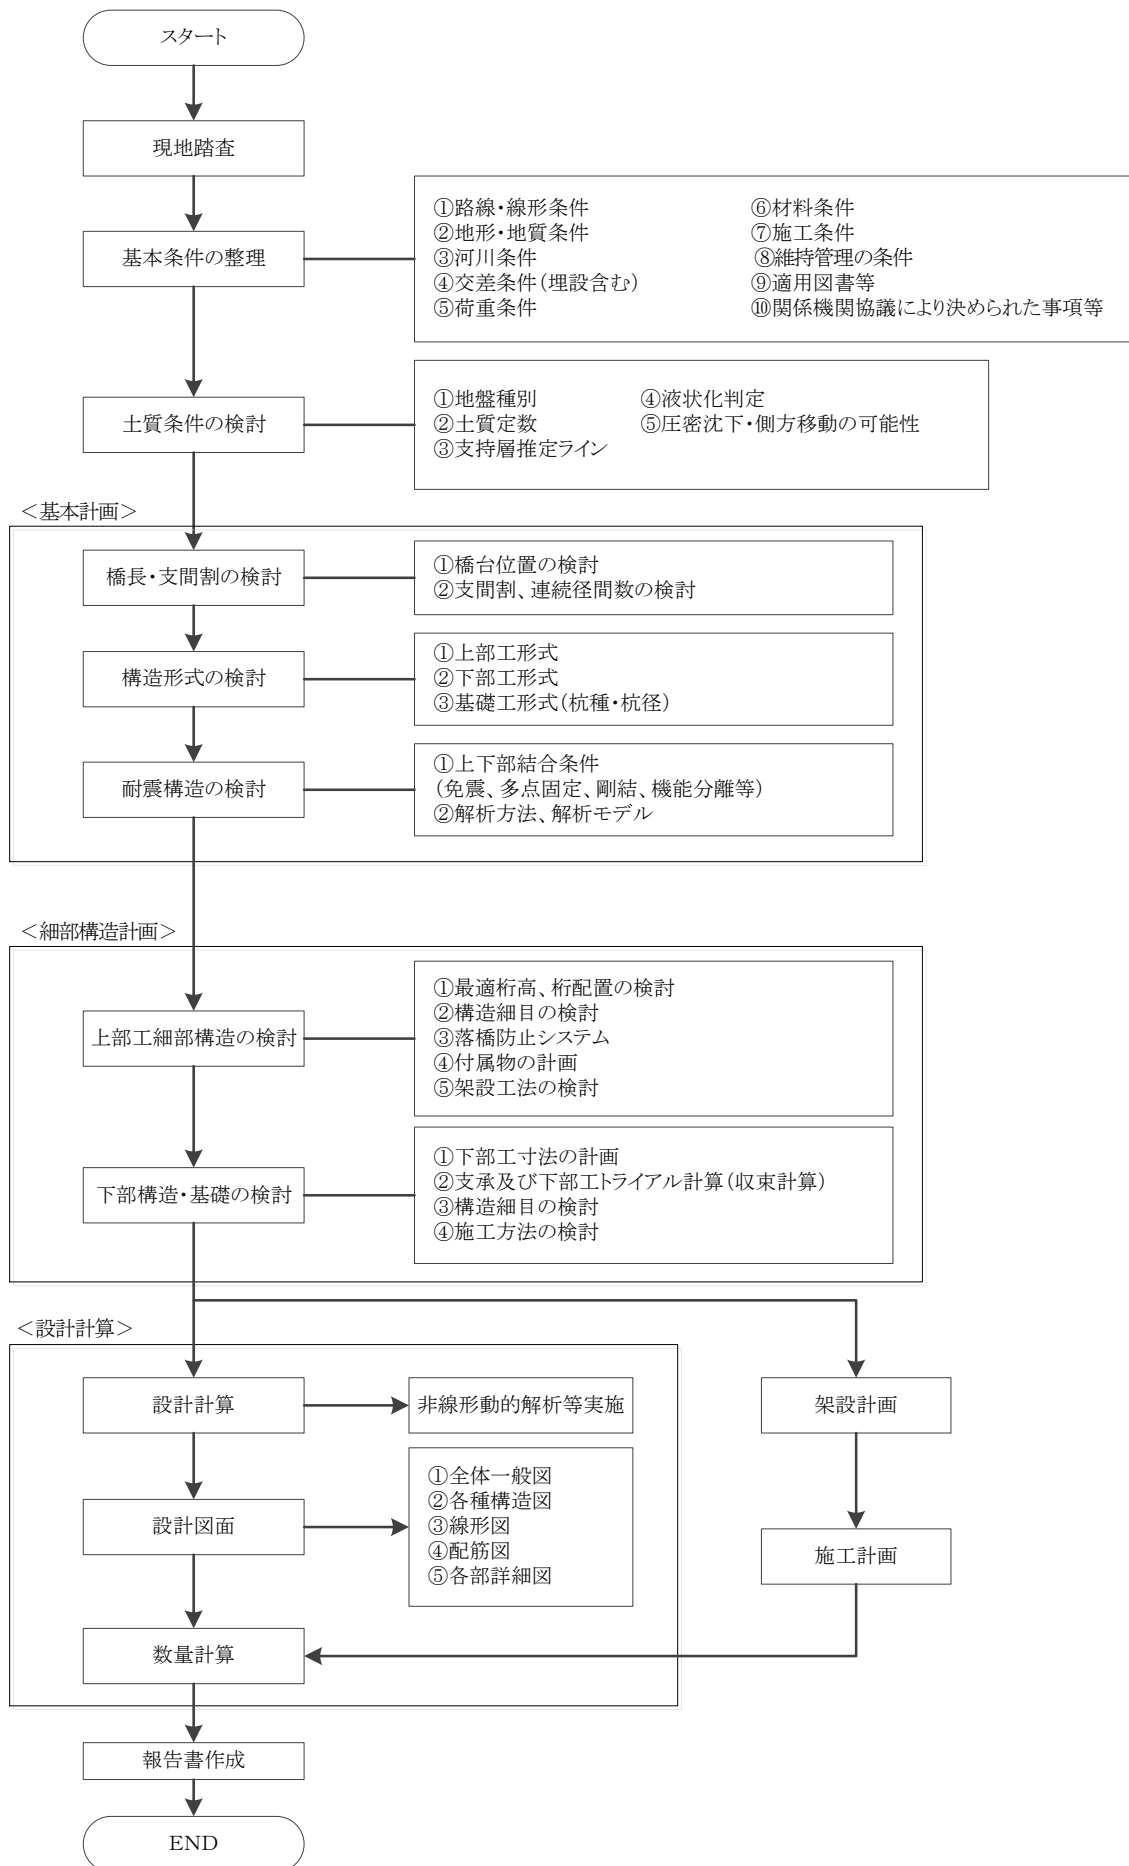 スタート
現地踏査
基本条件の整理
①路線・線形条件
②地形・地質条件
③河川条件
④交差条件（埋設含む）
⑤荷重条件
⑥材料条件
⑦施工条件
⑧維持管理の条件
⑨適用図書等
⑩関係機関協議により決められた事項等
土質条件の検討
①地盤種別
②土質定数
③支持層推定ライン
④液状化判定
⑤圧密沈下・側方移動の可能性
＜基本計画＞
橋長・支間割の検討
①橋台位置の検討
②支間割、連続径間数の検討
構造形式の検討
①上部工形式
②下部工形式
③基礎工形式（杭種・杭径）
耐震構造の検討
①上下部結合条件
（免震、多点固定、剛結、機能分離等）
②解析方法、解析モデル
＜細部構造計画＞
上部工細部構造の検討
①最適桁高、桁配置の検討
②構造細目の検討
③落橋防止システム
④付属物の計画
⑤架設工法の検討
下部構造・基礎の検討
①下部工寸法の計画
②支承及び下部工トライアル計算（収束計算）
③構造細目の検討
④施工方法の検討
＜設計計算＞
設計計算
非線形動的解析等実施
架設計画
設計図面
①全体一般図
②各種構造図
③線形図
④配筋図
⑤各部詳細図
施工計画
数量計算
報告書作成
END